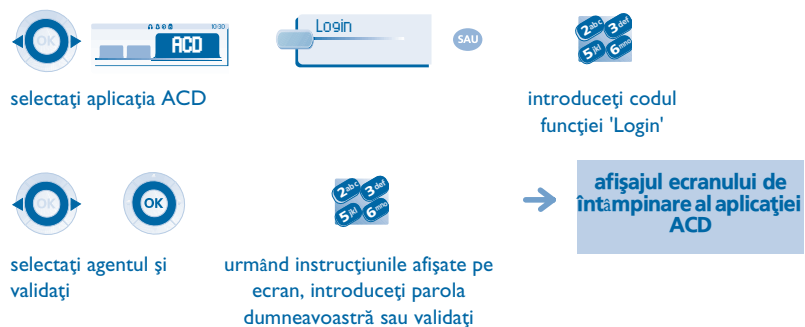 OK
10:30
ACD
Login
SAU
2abc 3def
5jkl 6mno
selectaţi aplicaţia ACD
introduceţi codul
funcţiei 'Login'
OK
OK
2abc 3def
5jkl 6mno
afişajul ecranului de
întâmpinare al aplicaţiei
ACD
selectaţi agentul şi
validaţi
urmând instrucţiunile afişate pe
ecran, introduceţi parola
dumneavoastră sau validaţi